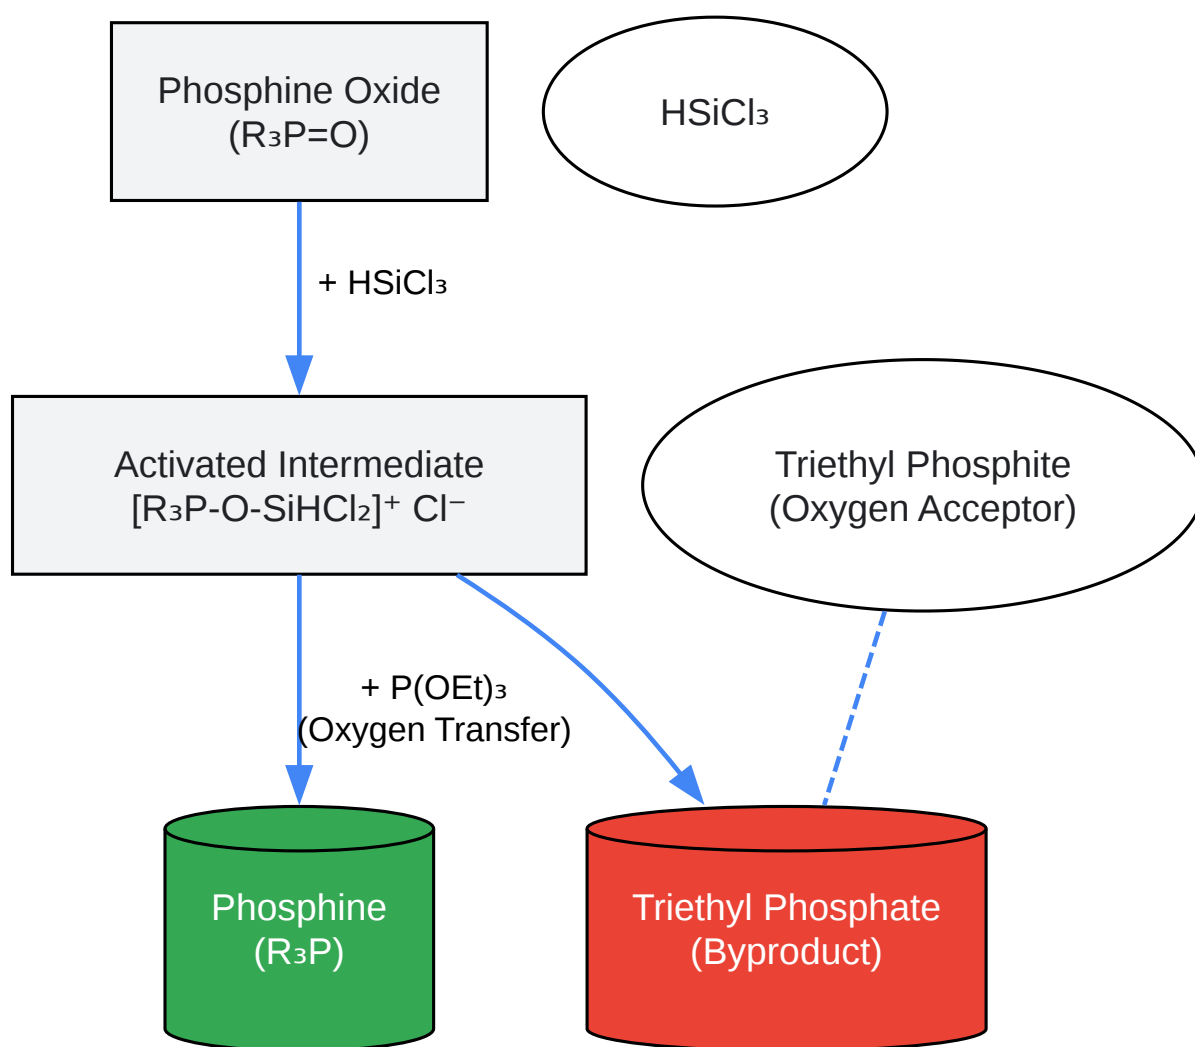 Phosphine Oxide
(R₃P=O)
HSiCl₃
+ HSiCl₃
Activated Intermediate
[R₃P-O-SiHCl₂]⁺ Cl⁻
Triethyl Phosphite
(Oxygen Acceptor)
+ P(OEt)₃
(Oxygen Transfer)
Phosphine
(R₃P)
Triethyl Phosphate
(Byproduct)